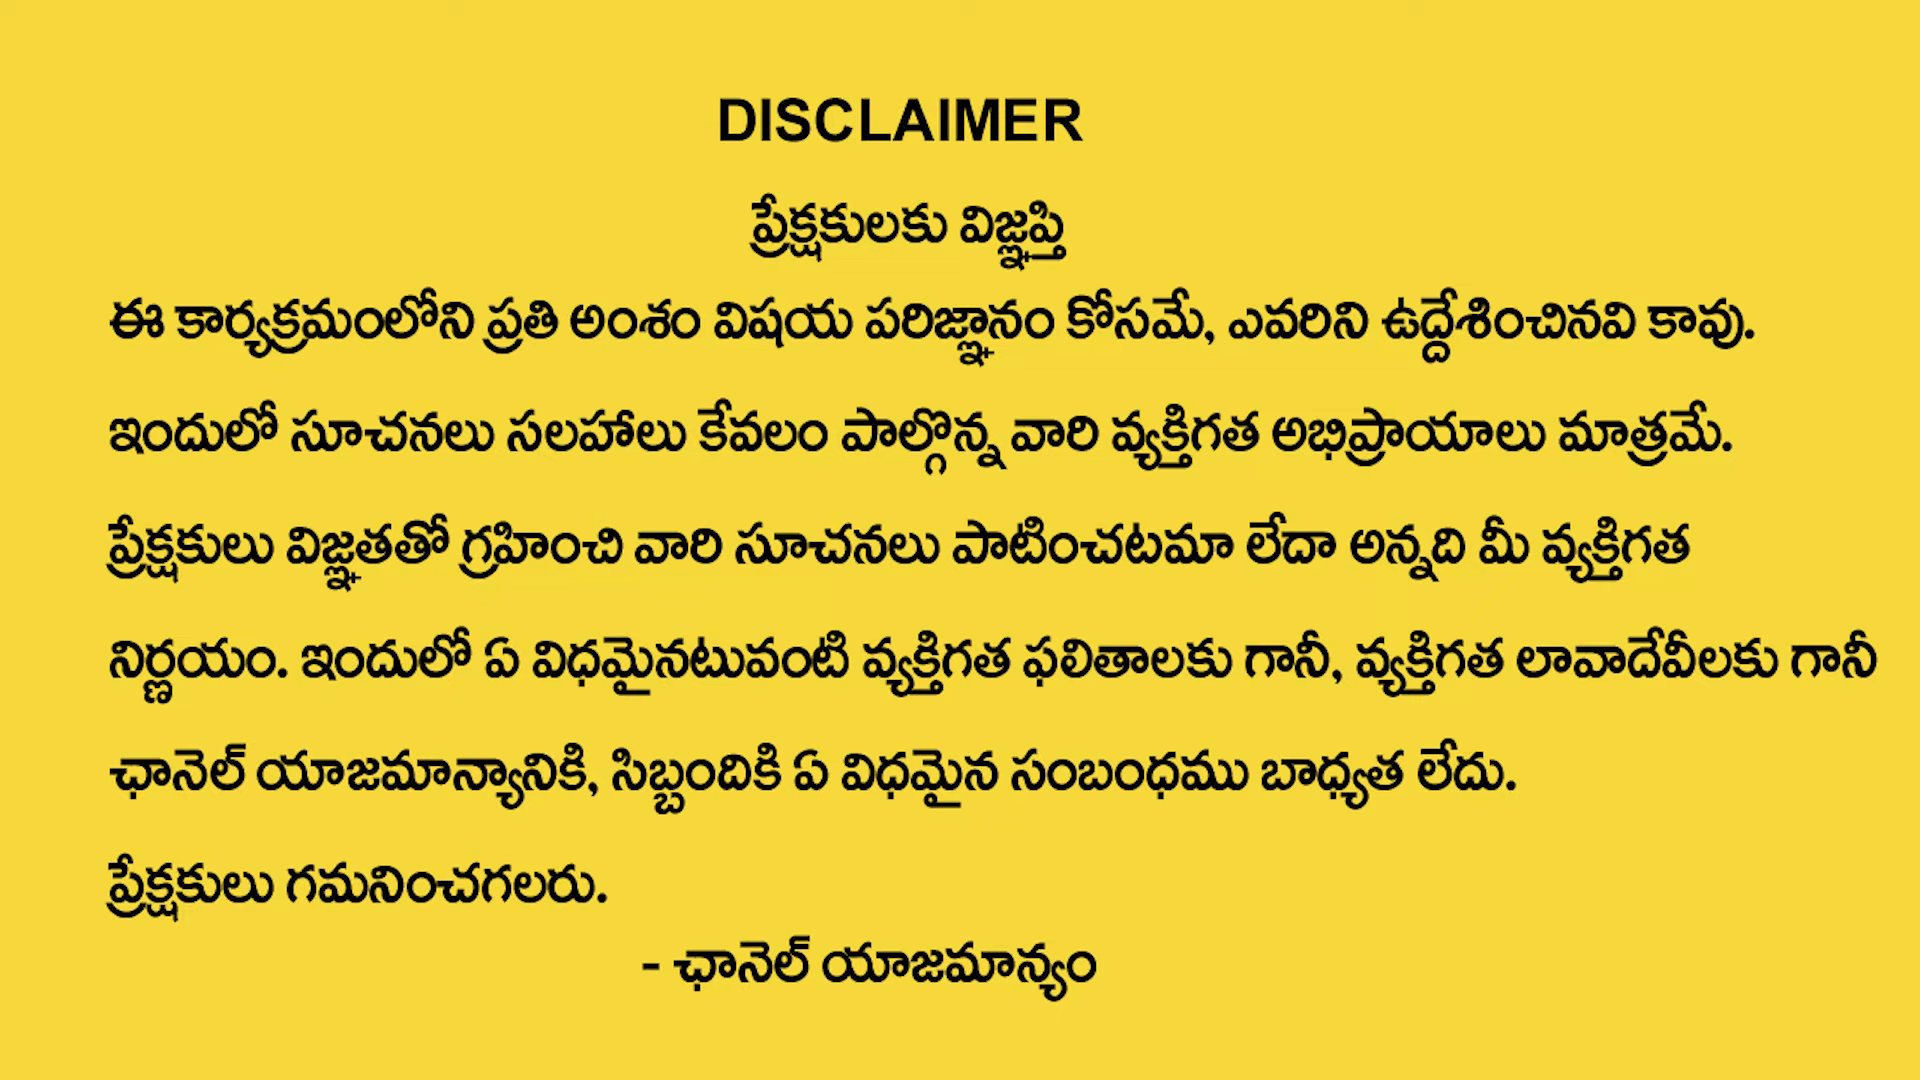 DISCLAIMER
ప్రేక్షకులకు విజ్ఞప్తి
ఈ కార్యక్రమంలోని ప్రతి అంశం విషయ పరిజ్ఞానం కోసమే, ఎవరిని ఉద్దేశించినవి కావు.
ఇందులో సూచనలు సలహాలు కేవలం పాల్గొన్న వారి వ్యక్తిగత అభిప్రాయాలు మాత్రమే.
ప్రేక్షకులు విజ్ఞతతో గ్రహించి వారి సూచనలు పాటించటమా లేదా అన్నది మీ వ్యక్తిగత
నిర్ణయం. ఇందులో ఏ విధమైనటువంటి వ్యక్తిగత ఫలితాలకు గానీ, వ్యక్తిగత లావాదేవీలకు గానీ
ఛానెల్ యాజమాన్యానికి, సిబ్బందికి ఏ విధమైన సంబంధము బాధ్యత లేదు.
ప్రేక్షకులు గమనించగలరు.
- ఛానెల్ యాజమాన్యం